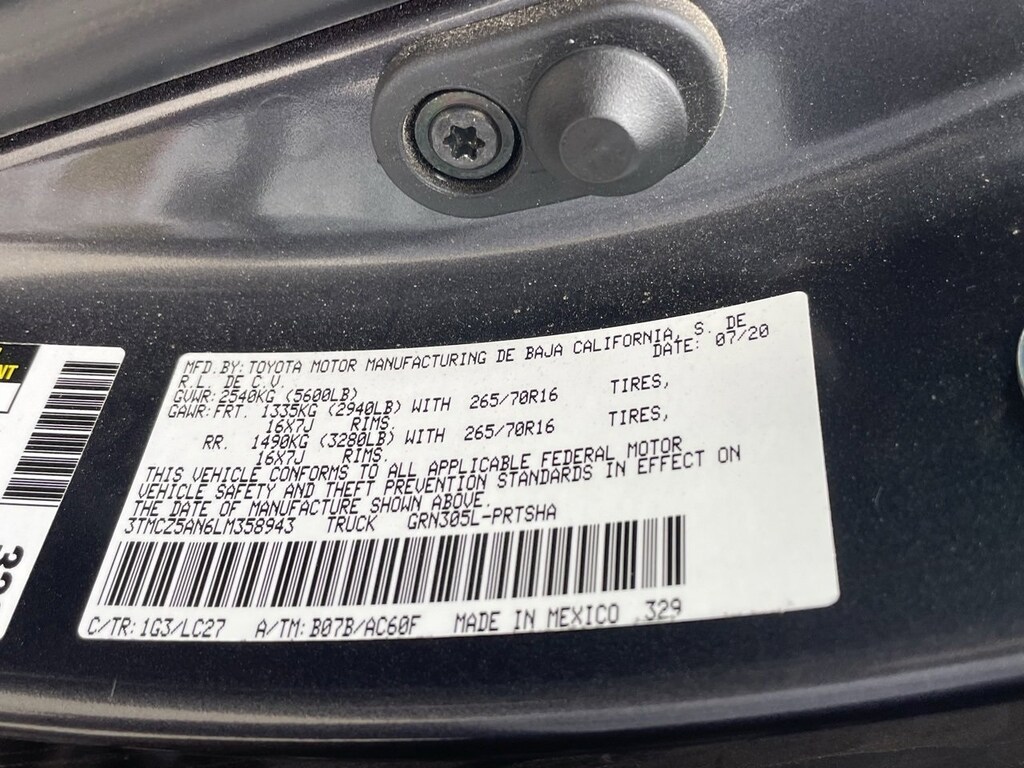 MFD. BY: TOYOTA MOTOR MANUFACTURING DE BAJA CALIFORNIA, S. DE
R.L. DE C.V. DATE: 07/20
GVWR: 2540KG (5600LB)
GAWR: FRT. 1335KG (2940LB) WITH 265/70R16 TIRES,
16X7J RIMS,
RR. 1490KG (3280LB) WITH 265/70R16 TIRES,
16X7J RIMS.
THIS VEHICLE CONFORMS TO ALL APPLICABLE FEDERAL MOTOR
VEHICLE SAFETY AND THEFT PREVENTION STANDARDS IN EFFECT ON
THE DATE OF MANUFACTURE SHOWN ABOVE.
3TMCZ5AN6LM358943 TRUCK GRN305L-PRTSHA
C/TR: 1G3/LC27 A/TM: B07B/AC60F MADE IN MEXICO 329